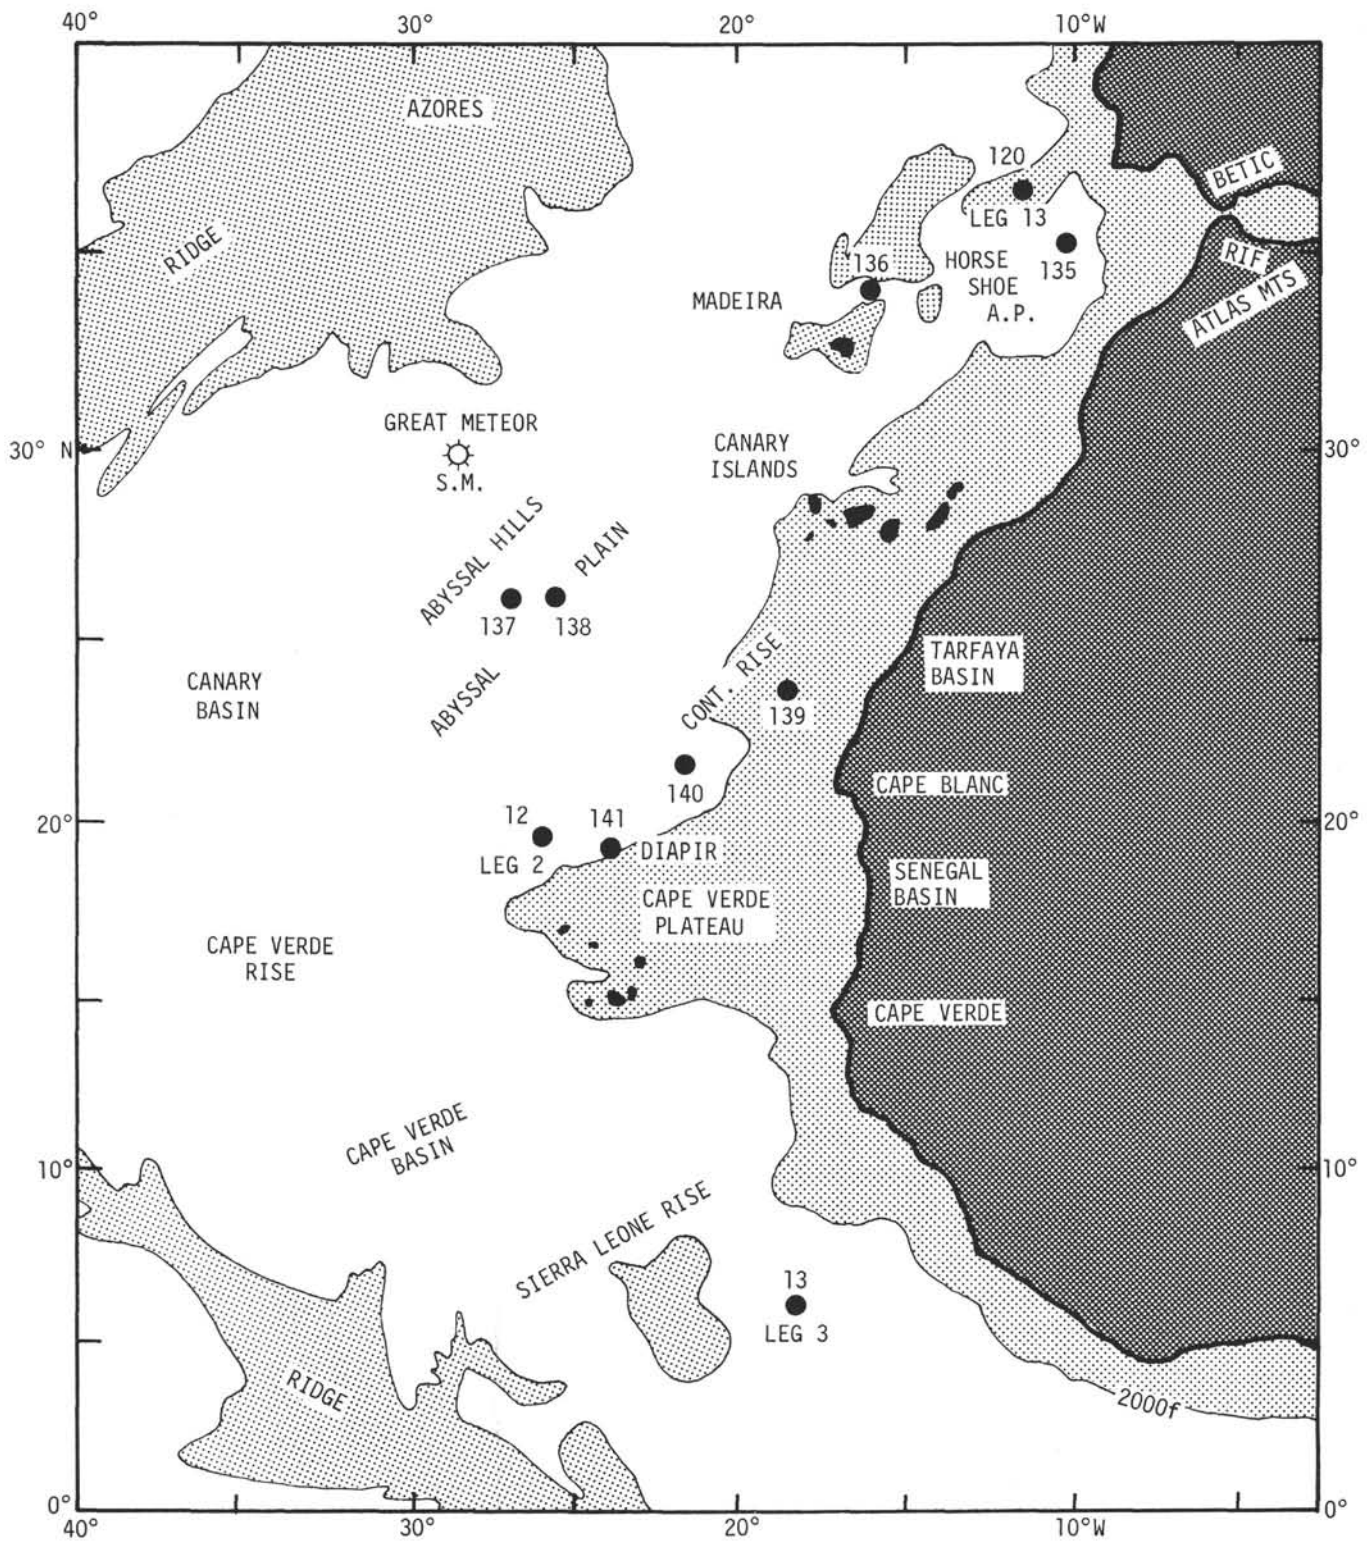 40° 30° 20° 10°W
AZORES
RIDGE
120
LEG 13
BETIC
RIF
ATLAS MTS
136
HORSE
SHOE
A.P.
135
MADEIRA
GREAT METEOR
S.M.
30° N
30°
CANARY
ISLANDS
ABYSSAL HILLS
PLAIN
137
138
ABYSSAL
CANARY
BASIN
CONT. RISE
139
TARFAYA
BASIN
140
CAPE BLANC
12
LEG 2
141
DIAPIR
20°
20°
SENEGAL
BASIN
CAPE VERDE
PLATEAU
CAPE VERDE
RISE
CAPE VERDE
CAPE VERDE
BASIN
10°
10°
SIERRA LEONE RISE
13
LEG 3
RIDGE
2000f
0°
0°
40° 30° 20° 10°W